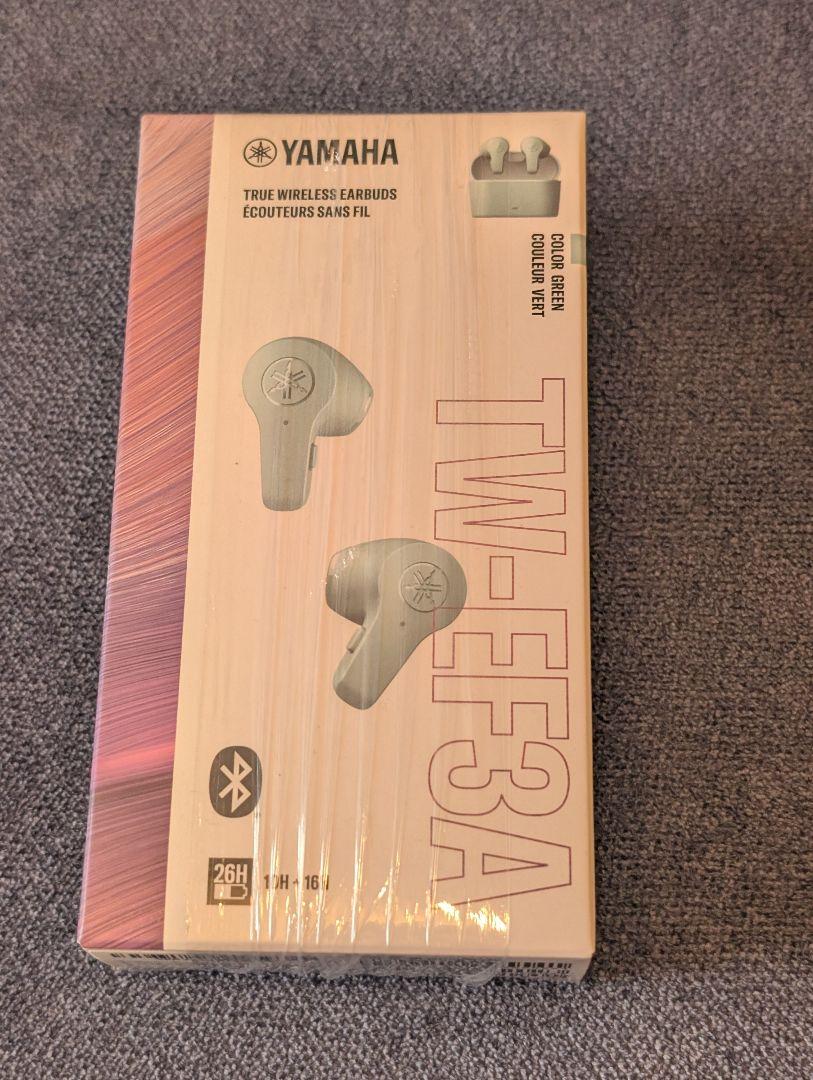 YAMAHA
TRUE WIRELESS EARBUDS
ÉCOUTEURS SANS FIL
COLOR GREEN
COULEUR VERT
TW-EF3A
26H
10H + 16H